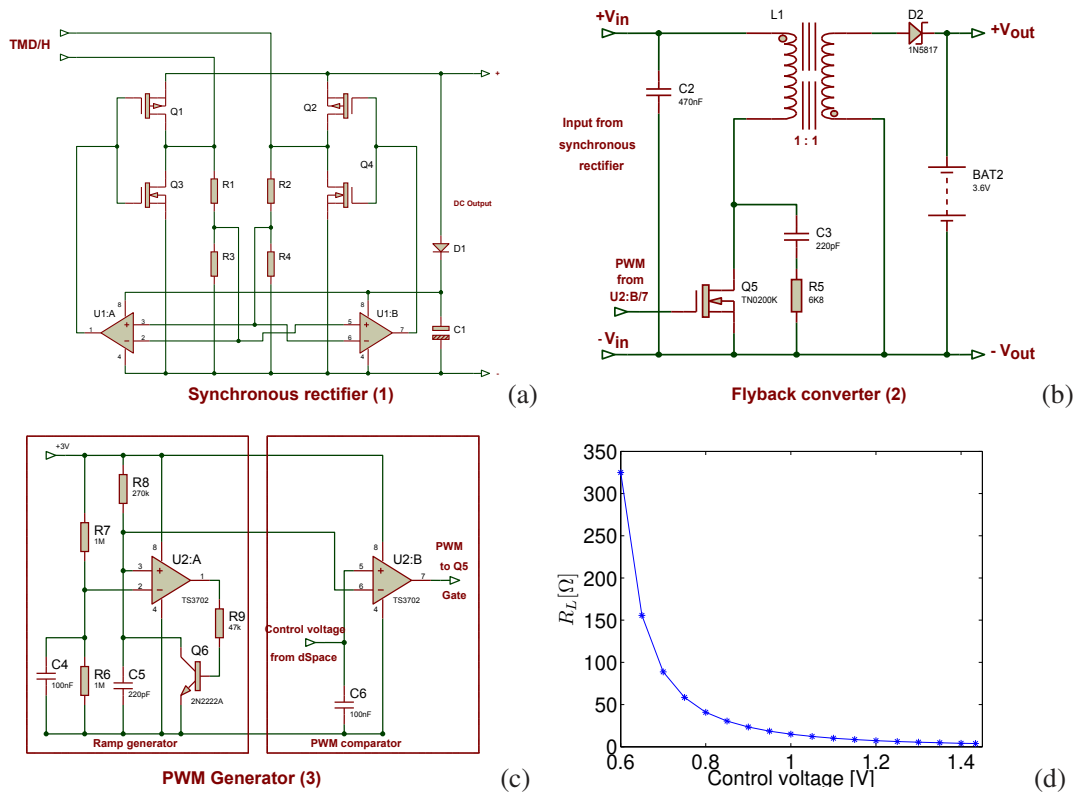 TMD/H
+
Q1
Q2
Q3
Q4
R1
R2
DC Output
R3
R4
D1
U1:A
U1:B
8
8
1
3
2
+
−
4
5
6
+
−
7
4
C1
-
Synchronous rectifier (1)
(a)
+Vin
L1
D2
1N5817
+Vout
C2
470nF
Input from
synchronous
rectifier
1 : 1
BAT2
3.6V
C3
220pF
PWM
from
U2:B/7
Q5
TN0200K
R5
6K8
-Vin
- Vout
Flyback converter (2)
(b)
+3V
R8
270k
R7
1M
8
U2:A
3
2
+
−
1
4
TS3702
R9
47k
Q6
2N2222A
C4
100nF
R6
1M
C5
220pF
Ramp generator
8
U2:B
5
6
+
−
7
4
TS3702
PWM
to Q5
Gate
Control voltage
from dSpace
C6
100nF
PWM comparator
PWM Generator (3)
(c)
350
300
250
200
150
100
50
0
RL[Ω]
0.6
0.8
1
1.2
1.4
Control voltage [V]
(d)